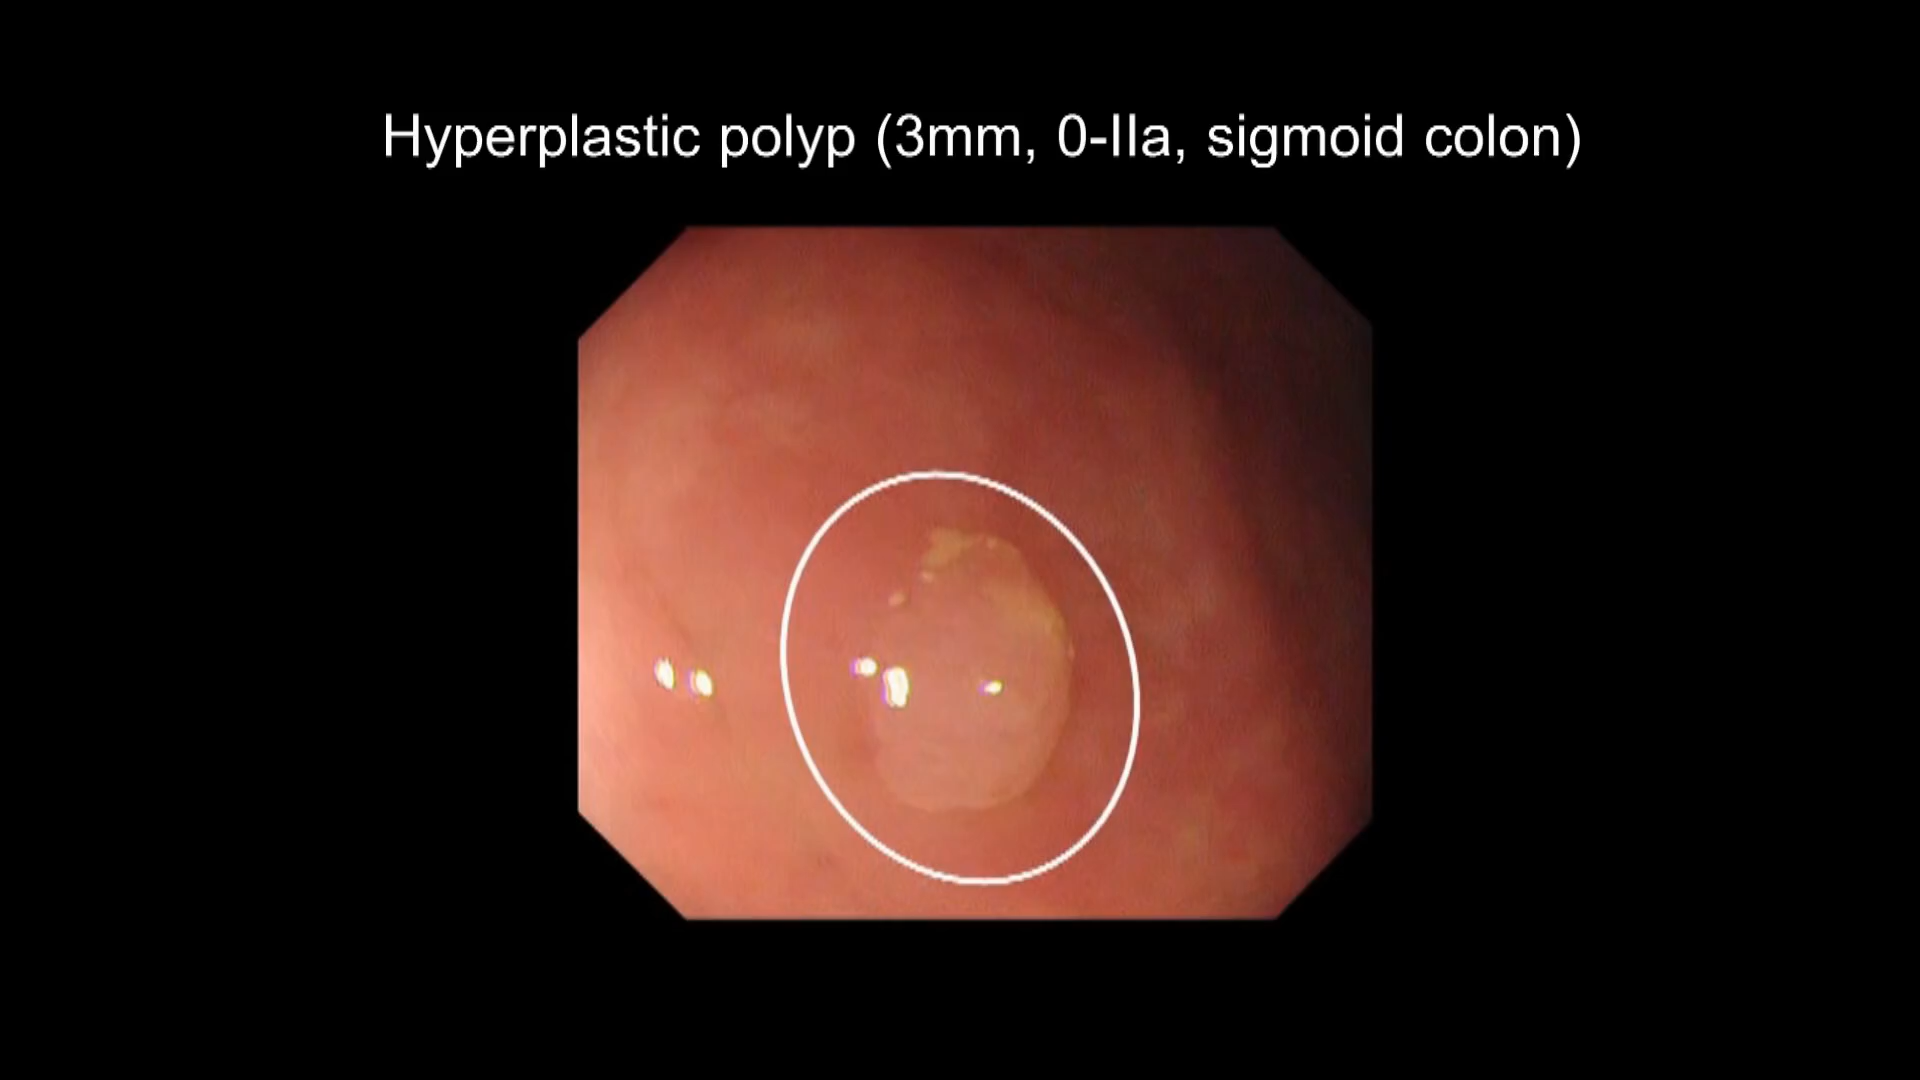 Hyperplastic polyp (3mm, 0-IIa, sigmoid colon)